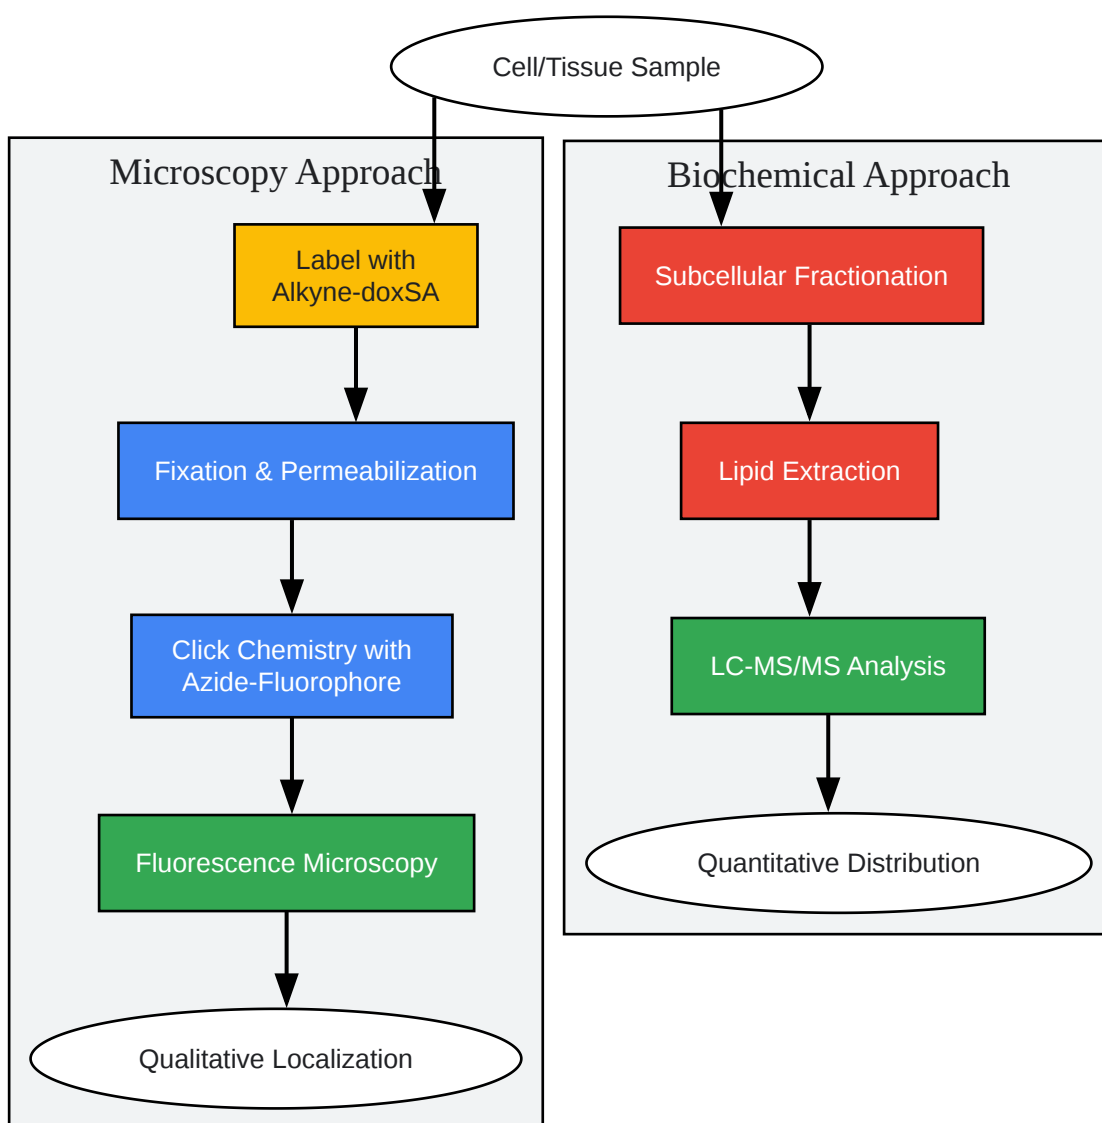 Cell/Tissue Sample
Microscopy Approach
Label with
Alkyne-doxSA
Fixation & Permeabilization
Click Chemistry with
Azide-Fluorophore
Fluorescence Microscopy
Qualitative Localization
Biochemical Approach
Subcellular Fractionation
Lipid Extraction
LC-MS/MS Analysis
Quantitative Distribution